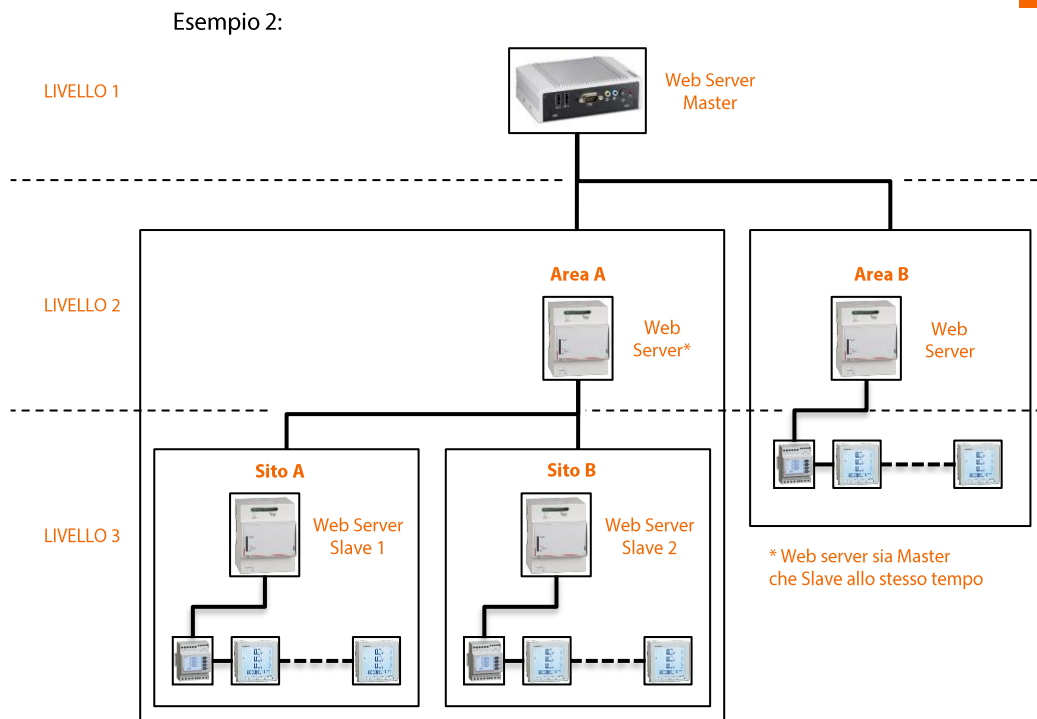 Esempio 2:
LIVELLO 1
Web Server
Master
LIVELLO 2
Area A
Web
Server*
Area B
Web
Server
LIVELLO 3
Sito A
Web Server
Slave 1
Sito B
Web Server
Slave 2
* Web server sia Master
che Slave allo stesso tempo